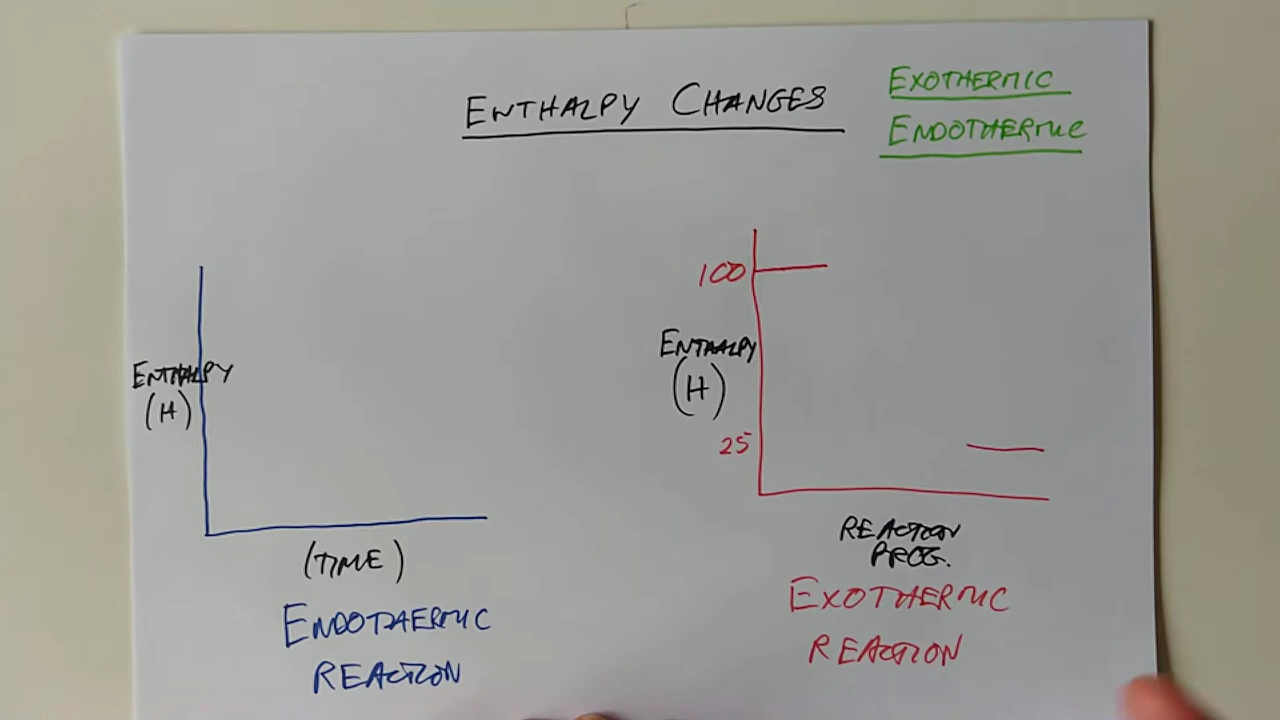 ENTHALPY CHANGES
EXOTHERMIC
ENDOTHERMIC
ENTHALPY
(H)
(TIME)
ENDOTHERMIC
REACTION
100
ENTHALPY
(H)
25
REACTION
PROG.
EXOTHERMIC
REACTION